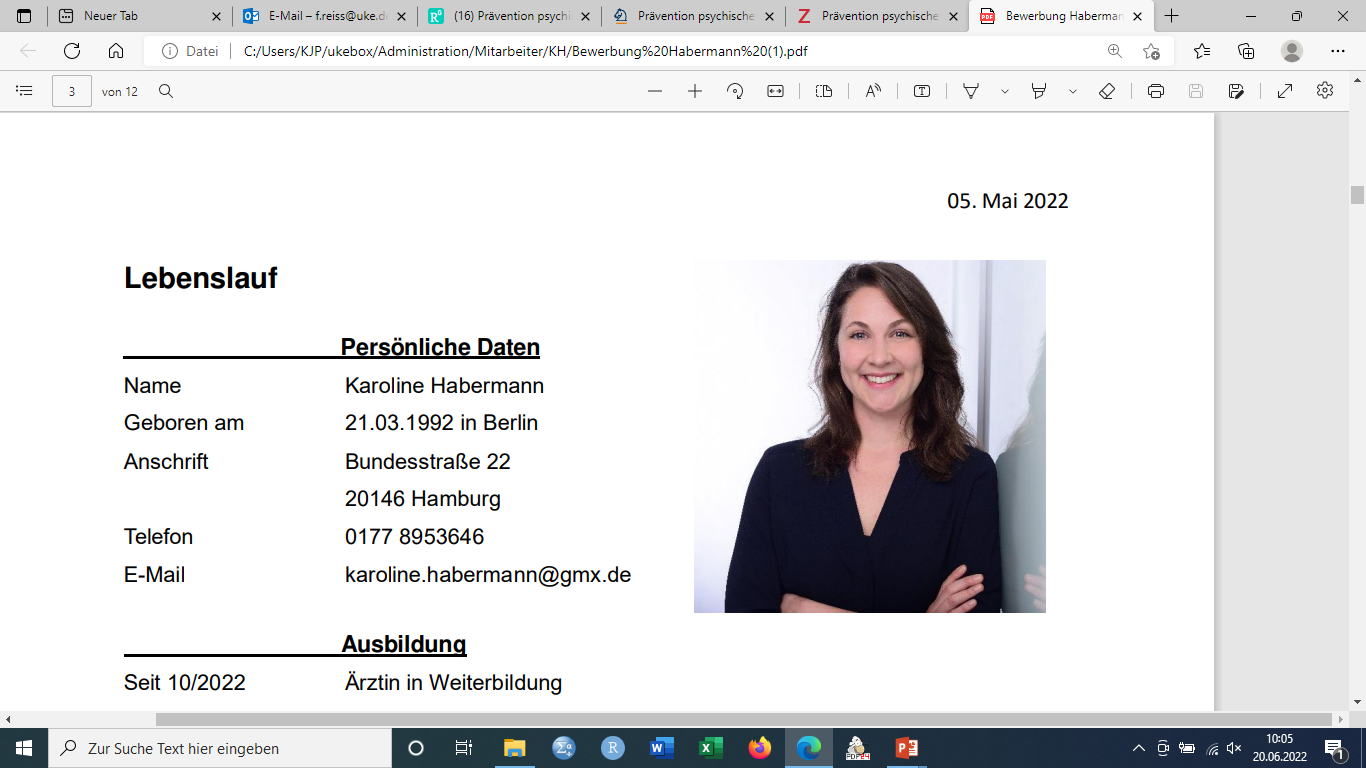 Neuer Tab
E-Mail – f.reiss@uke.d
(16) Prävention psychi
Prävention psychische
Prävention psychische
Bewerbung Haberman
Datei
C:/Users/KJP/ukebox/Administration/Mitarbeiter/KH/Bewerbung%20Habermann%20(1).pdf
3 von 12
05. Mai 2022
Lebenslauf
Persönliche Daten
Name Karoline Habermann
Geboren am 21.03.1992 in Berlin
Anschrift Bundesstraße 22
20146 Hamburg
Telefon 0177 8953646
E-Mail karoline.habermann@gmx.de
Ausbildung
Seit 10/2022 Ärztin in Weiterbildung
Zur Suche Text hier eingeben
10:05
20.06.2022
1